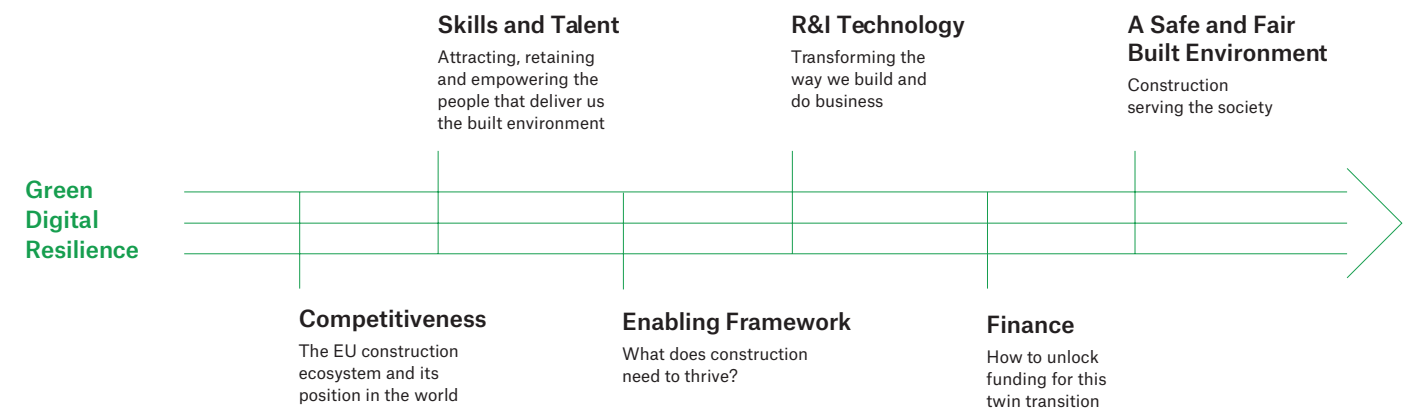 Skills and Talent
Attracting, retaining
and empowering the
people that deliver us
the built environment
R&I Technology
Transforming the
way we build and
do business
A Safe and Fair
Built Environment
Construction
serving the society
Green
Digital
Resilience
Competitiveness
The EU construction
ecosystem and its
position in the world
Enabling Framework
What does construction
need to thrive?
Finance
How to unlock
funding for this
twin transition